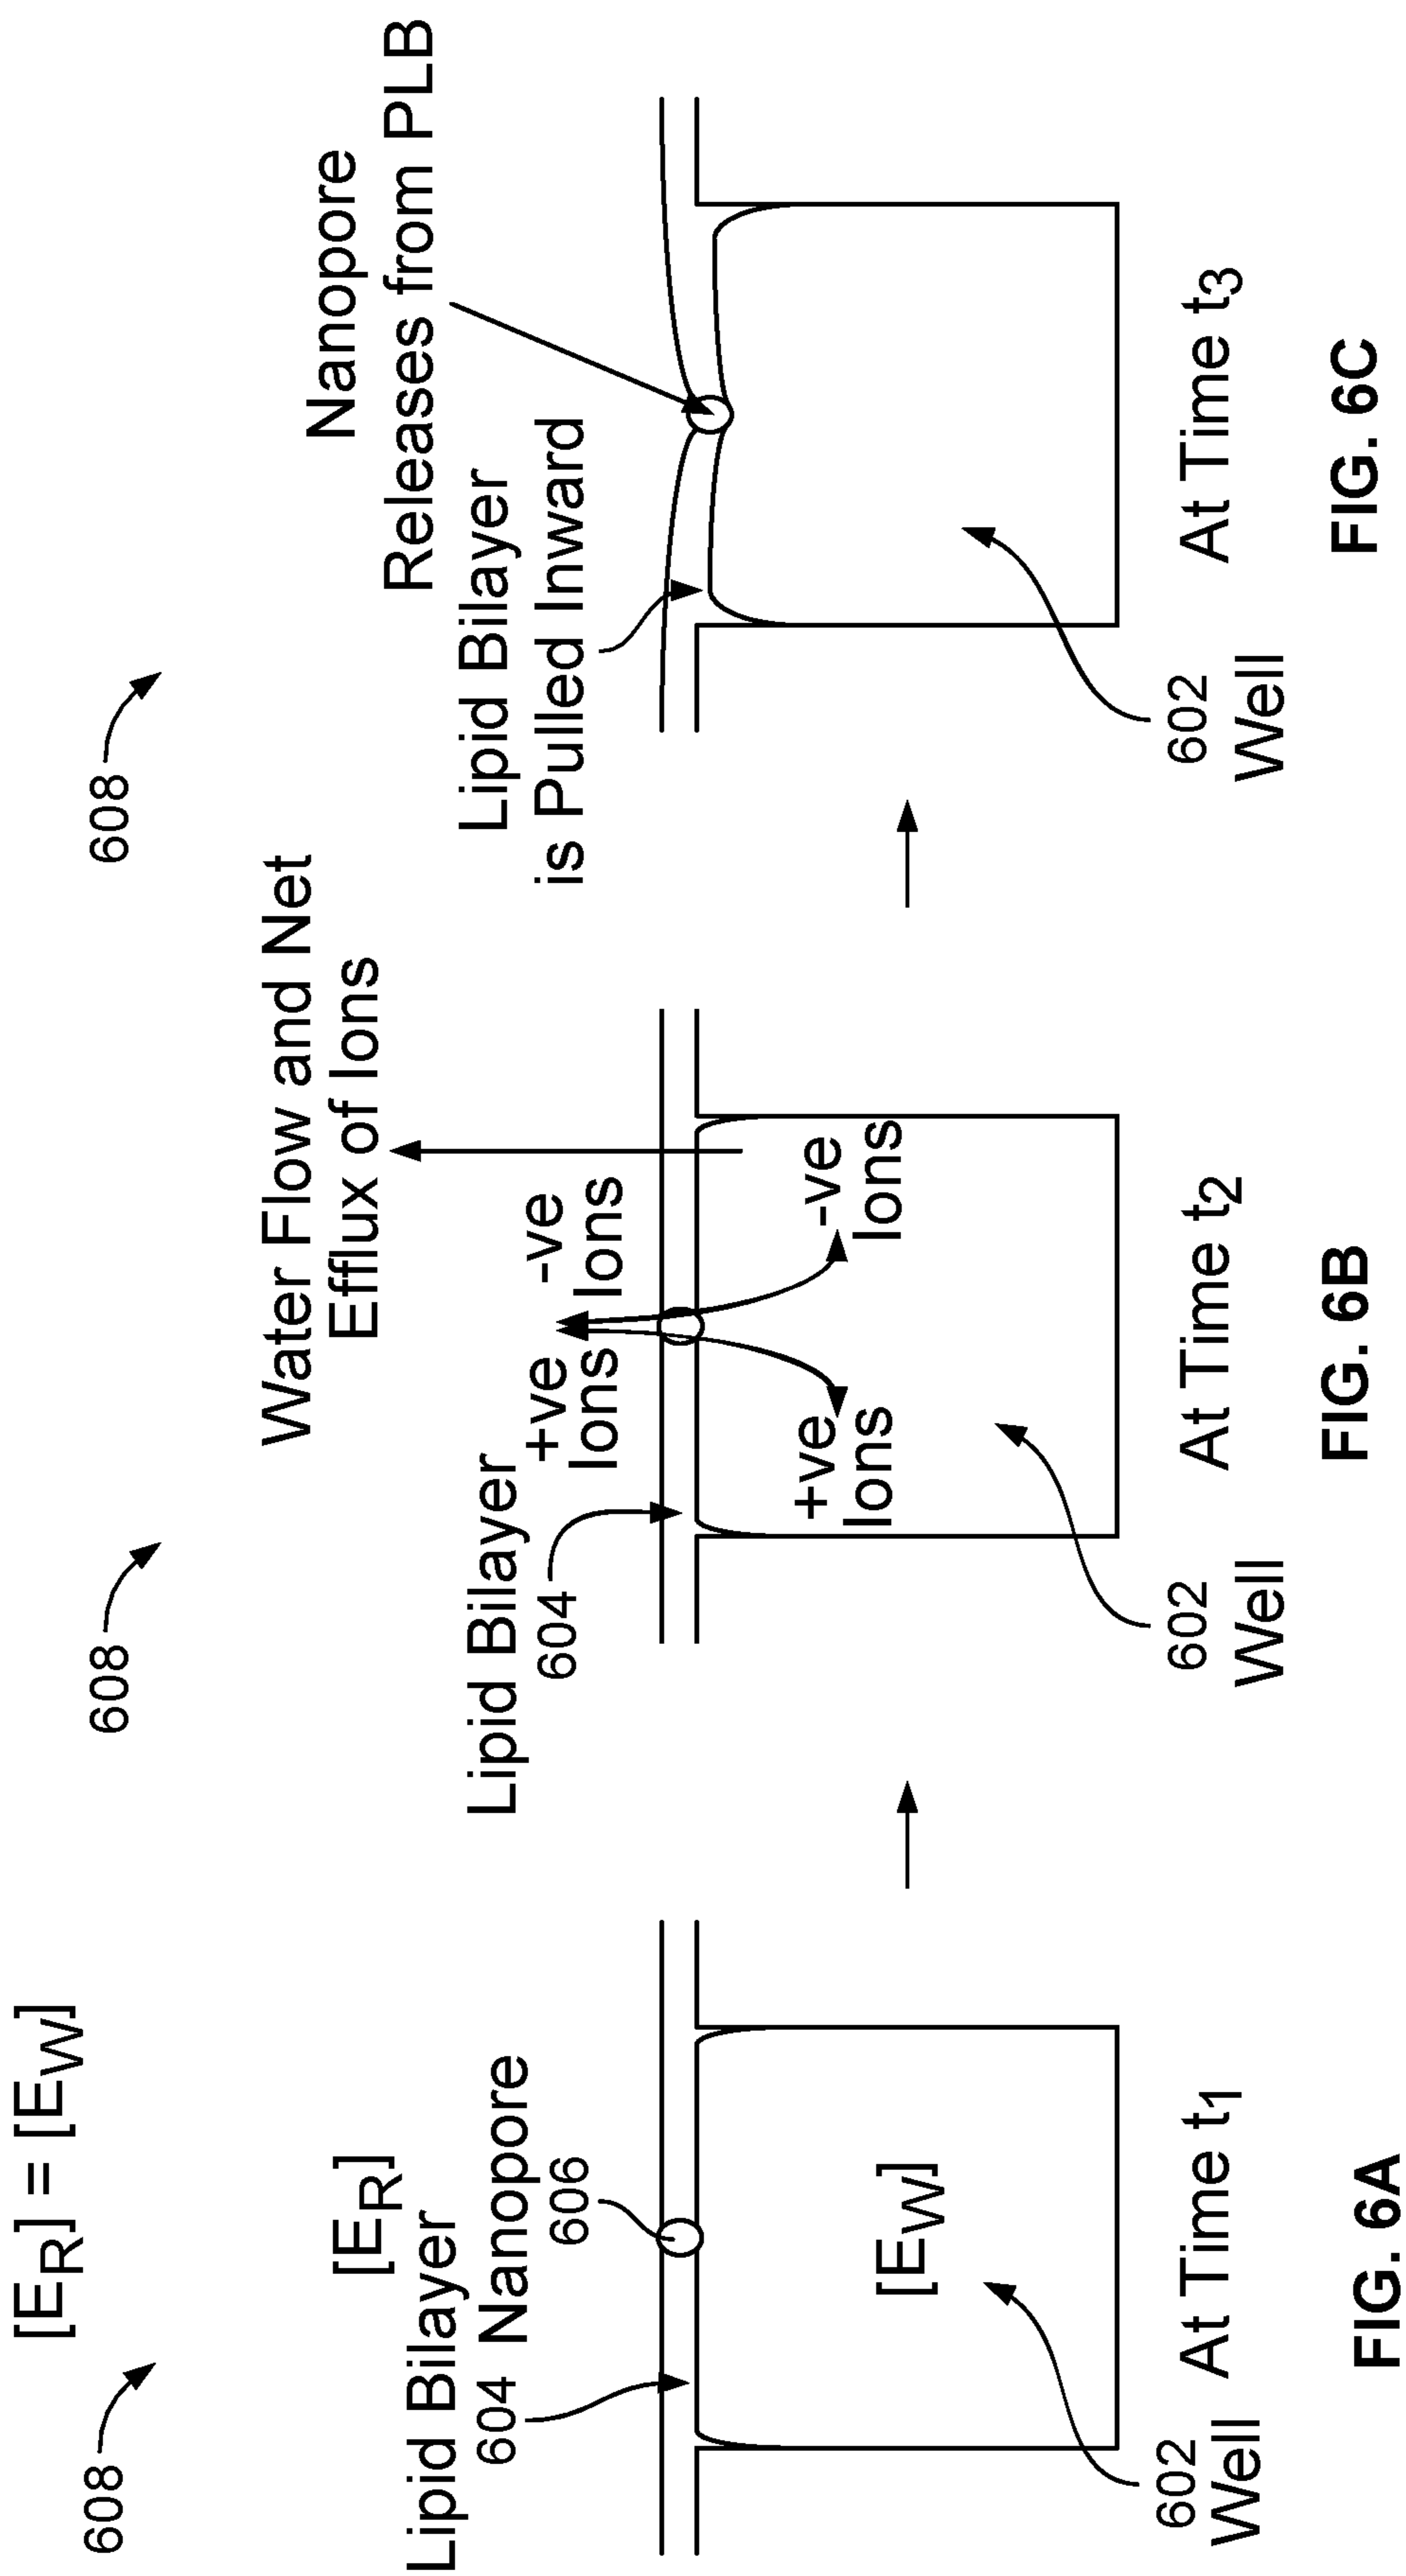 [E_R] = [E_W]
608
[E_R]
Lipid Bilayer
604 Nanopore
606
[E_W]
602
Well
At Time t_1
FIG. 6A
608
Water Flow and Net
Efflux of Ions
Lipid Bilayer
604
+ve
Ions
-ve
Ions
+ve
Ions
-ve
Ions
602
Well
At Time t_2
FIG. 6B
608
Nanopore
Releases from PLB
Lipid Bilayer
is Pulled Inward
602
Well
At Time t_3
FIG. 6C